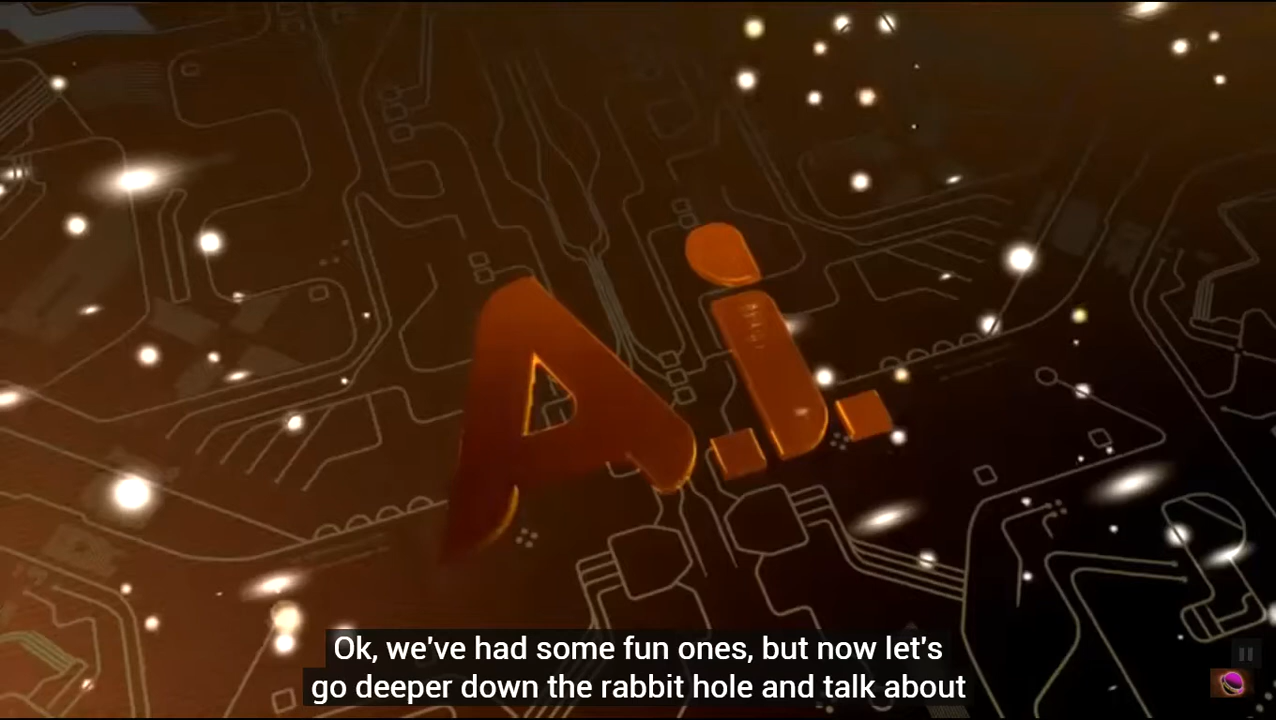 A.i.
Ok, we've had some fun ones, but now let's
go deeper down the rabbit hole and talk about